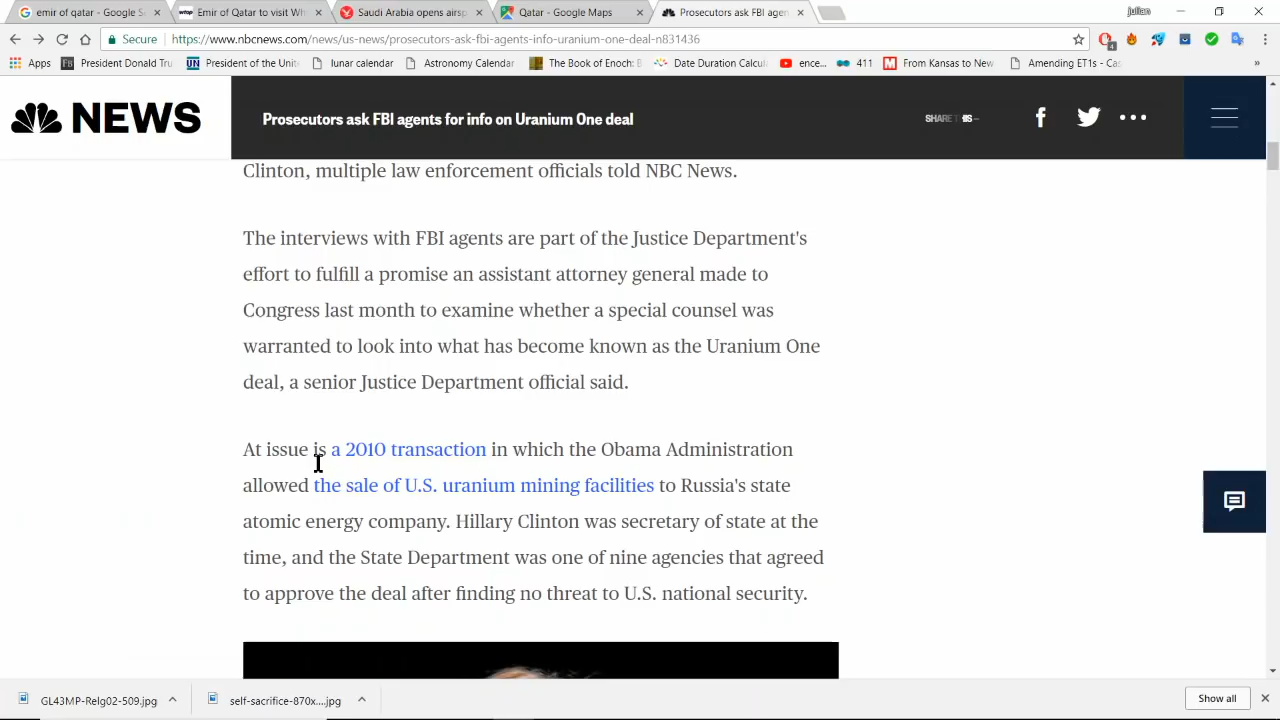 emir of qatar - Google S
Emir of Qatar to visit Wh
Saudi Arabia opens airsp
Qatar - Google Maps
Prosecutors ask FBI agen
julian
Secure
https://www.nbcnews.com/news/us-news/prosecutors-ask-fbi-agents-info-uranium-one-deal-n831436
4
Apps
President Donald Tru
President of the Unit
lunar calendar
Astronomy Calendar
The Book of Enoch: B
Date Duration Calcul
ence...
411
From Kansas to New
Amending ET1s - Cas
NEWS
Prosecutors ask FBI agents for info on Uranium One deal
SHARE
Clinton, multiple law enforcement officials told NBC News.
The interviews with FBI agents are part of the Justice Department's
effort to fulfill a promise an assistant attorney general made to
Congress last month to examine whether a special counsel was
warranted to look into what has become known as the Uranium One
deal, a senior Justice Department official said.
At issue is a 2010 transaction in which the Obama Administration
allowed the sale of U.S. uranium mining facilities to Russia's state
atomic energy company. Hillary Clinton was secretary of state at the
time, and the State Department was one of nine agencies that agreed
to approve the deal after finding no threat to U.S. national security.
GL43MP-Relg02-509.jpg
self-sacrifice-870x....jpg
Show all